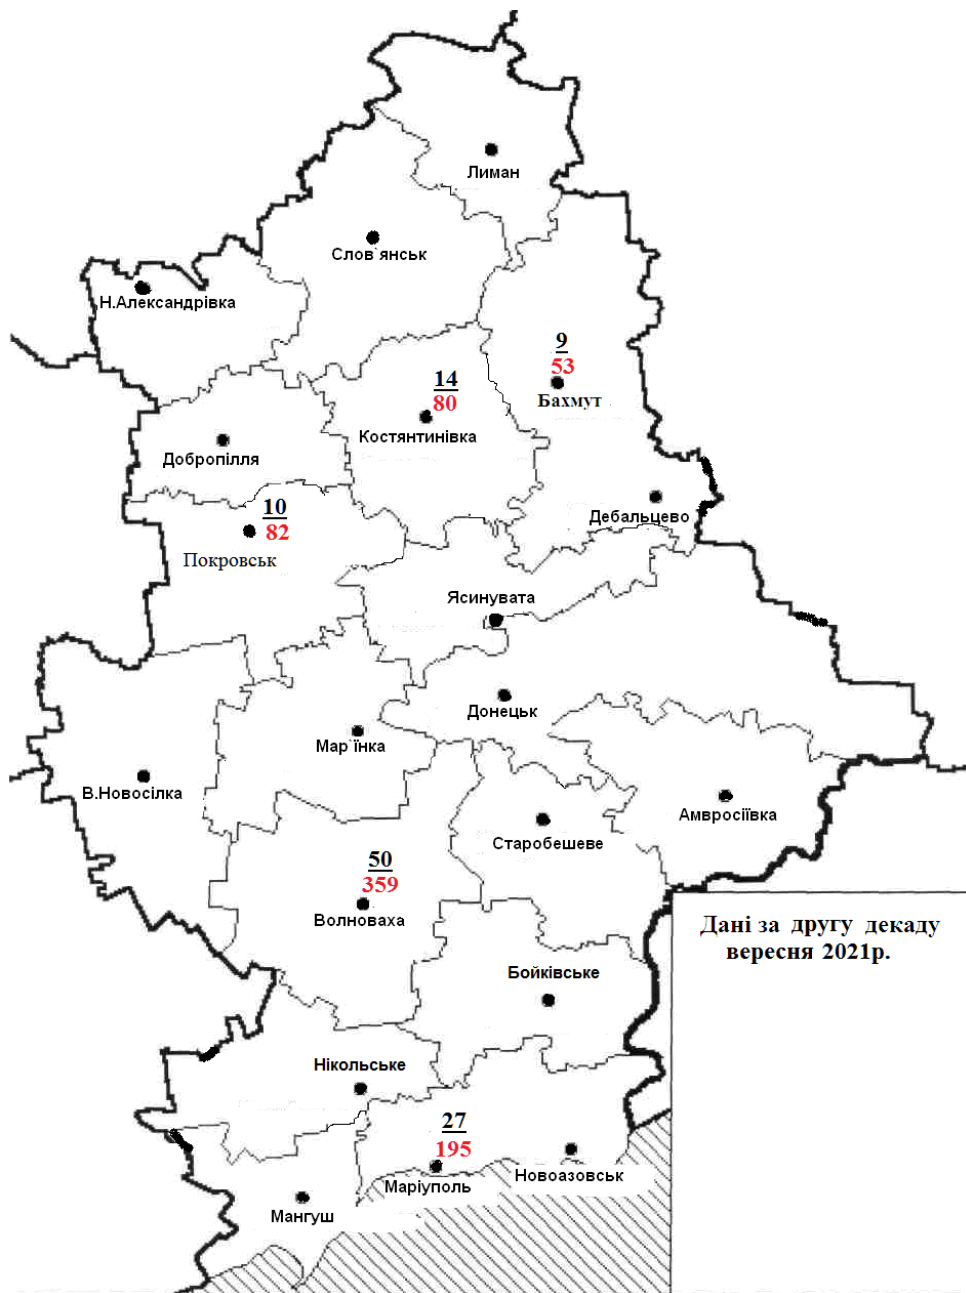 Лиман
Слов`янськ
Н.Александрівка
9
53
Бахмут
14
80
Костянтинівка
Добропілля
10
82
Покровськ
Дебальцево
Ясинувата
Донецьк
Мар`їнка
В.Новосілка
Амвросіївка
Старобешеве
50
359
Волноваха
Дані за другу декаду
вересня 2021р.
Бойківське
Нікольське
27
195
Маріуполь
Новоазовськ
Мангуш